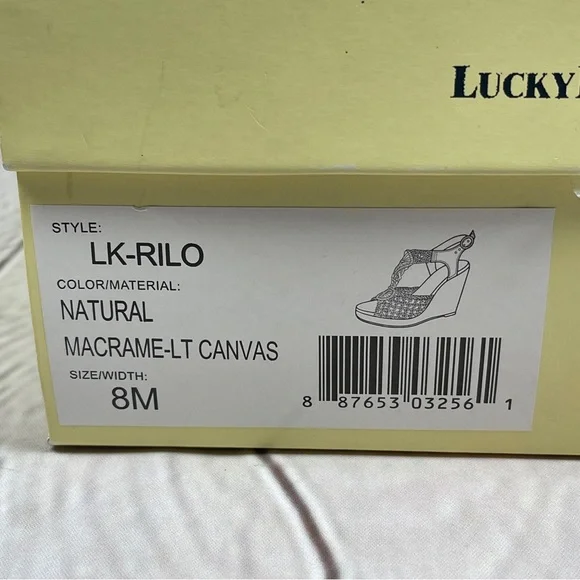 LUCKY
STYLE:
LK-RILO
COLOR/MATERIAL:
NATURAL
MACRAME-LT CANVAS
SIZE/WIDTH:
8M
8 87653 03256 1